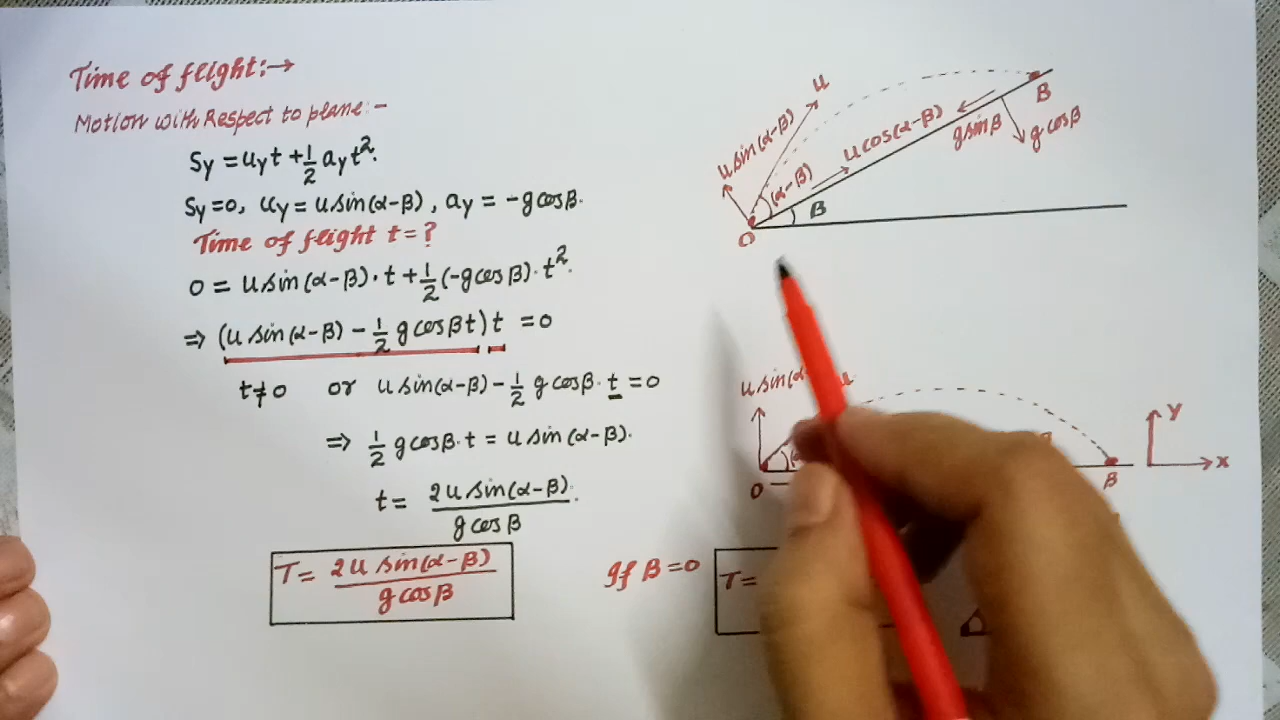 Time of flight:→
Motion with Respect to plane:-
Sy = uyt + 1/2 ayt².
Sy=0, uy = u sin(α-β), ay = -g cosβ.
Time of flight t = ?
0 = u sin(α-β)·t + 1/2 (-g cosβ)·t².
⇒ (u sin(α-β) - 1/2 g cosβt) t = 0
t≠0 or u sin(α-β) - 1/2 g cosβ·t = 0
⇒ 1/2 g cosβ·t = u sin(α-β).
t = 2u sin(α-β)/g cosβ.
T = 2u sin(α-β)/g cosβ
If B=0
T=
u
u sin(α-β)
u cos(α-β)
(α-β)
g sinβ
g cosβ
B
B
O
u sin(α
u
Y
X
O
B